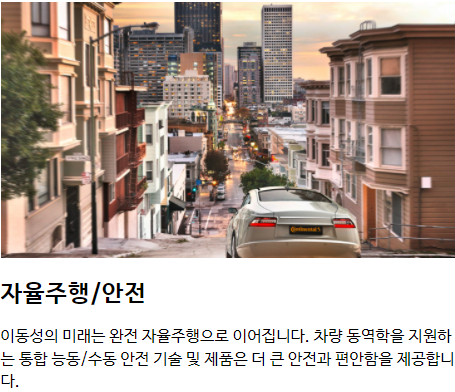 Continental
자율주행/안전
이동성의 미래는 완전 자율주행으로 이어집니다. 차량 동역학을 지원하
는 통합 능동/수동 안전 기술 및 제품은 더 큰 안전과 편안함을 제공합니
다.